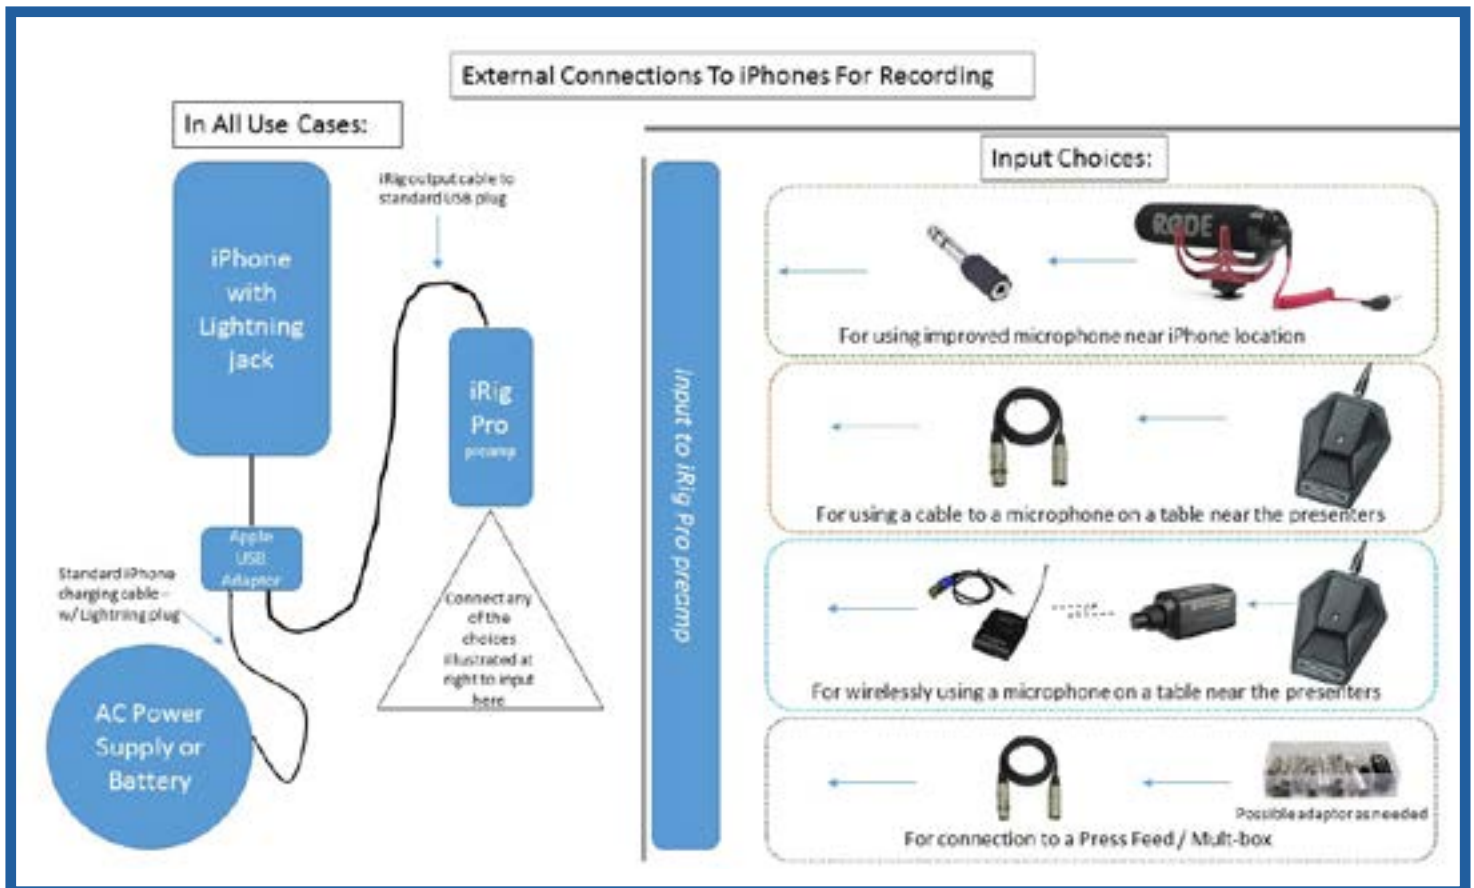 External Connections To iPhones For Recording
In All Use Cases:
iPhone
with
Lightning
jack
iRig output cable to
standard USB plug
iRig
Pro
preamp
Apple
USB
Adaptor
Standard iPhone
charging cable –
w/ Lightning plug
AC Power
Supply or
Battery
Connect any
of the
choices
illustrated at
right to input
here
Input to iRig Pro preamp
Input Choices:
RØDE
For using improved microphone near iPhone location
For using a cable to a microphone on a table near the presenters
For wirelessly using a microphone on a table near the presenters
Possible adaptor as needed
For connection to a Press Feed / Mult-box